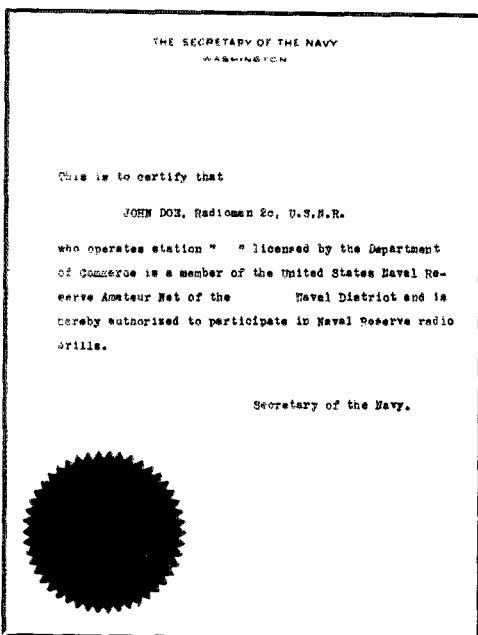 THE SECRETARY OF THE NAVY
WASHINGTON
This is to certify that
JOHN DOE, Radioman 2c, U.S.N.R.
who operates station " " licensed by the Department
of Commerce is a member of the United States Naval Re-
serve Amateur Net of the Naval District and is
hereby authorized to participate in Naval Reserve radio
drills.
Secretary of the Navy.